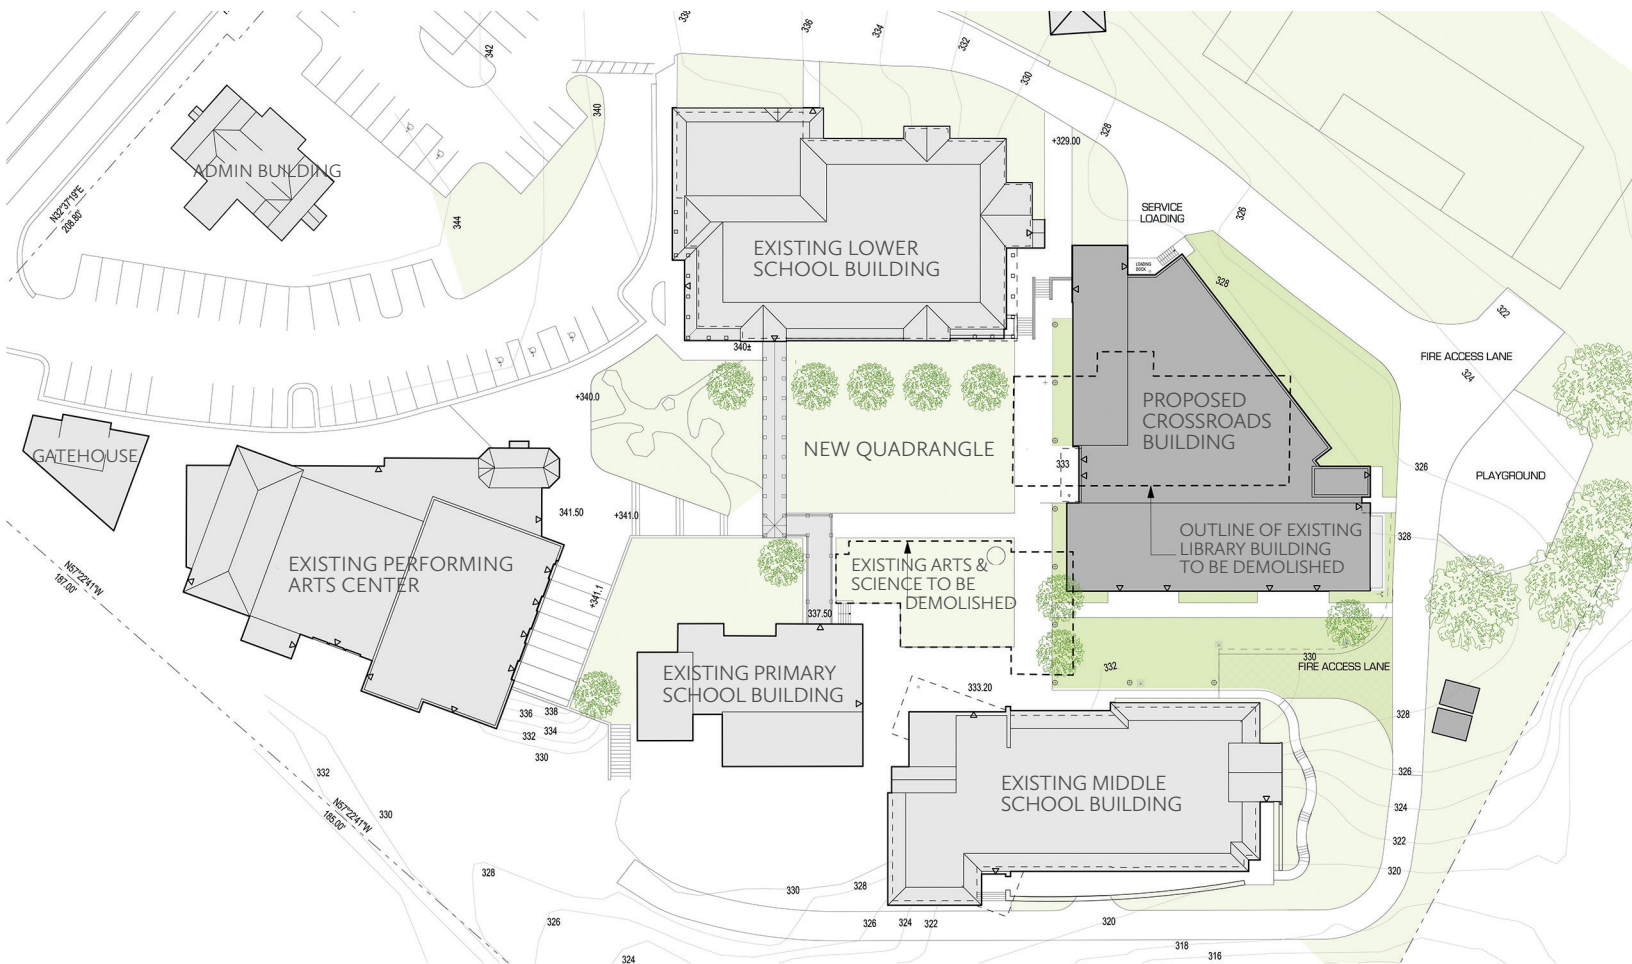 338
336
334
332
330
342
340
328
+329.00
ADMIN BUILDING
N32°37'19"E
208.80'
344
SERVICE
LOADING
326
EXISTING LOWER
SCHOOL BUILDING
LOADING
DOCK
328
322
FIRE ACCESS LANE
324
340±
+340.0
PROPOSED
CROSSROADS
BUILDING
NEW QUADRANGLE
GATEHOUSE
333
326
PLAYGROUND
341.50
+341.0
OUTLINE OF EXISTING
LIBRARY BUILDING
TO BE DEMOLISHED
328
EXISTING PERFORMING
ARTS CENTER
EXISTING ARTS &
SCIENCE TO BE
DEMOLISHED
N57°22'41"W
187.00'
+341.1
337.50
330
FIRE ACCESS LANE
332
EXISTING PRIMARY
SCHOOL BUILDING
333.20
336
338
332
334
330
328
332
326
EXISTING MIDDLE
SCHOOL BUILDING
324
N57°22'41"W
185.00'
330
322
328
320
330
328
326
326
324
322
320
318
324
316